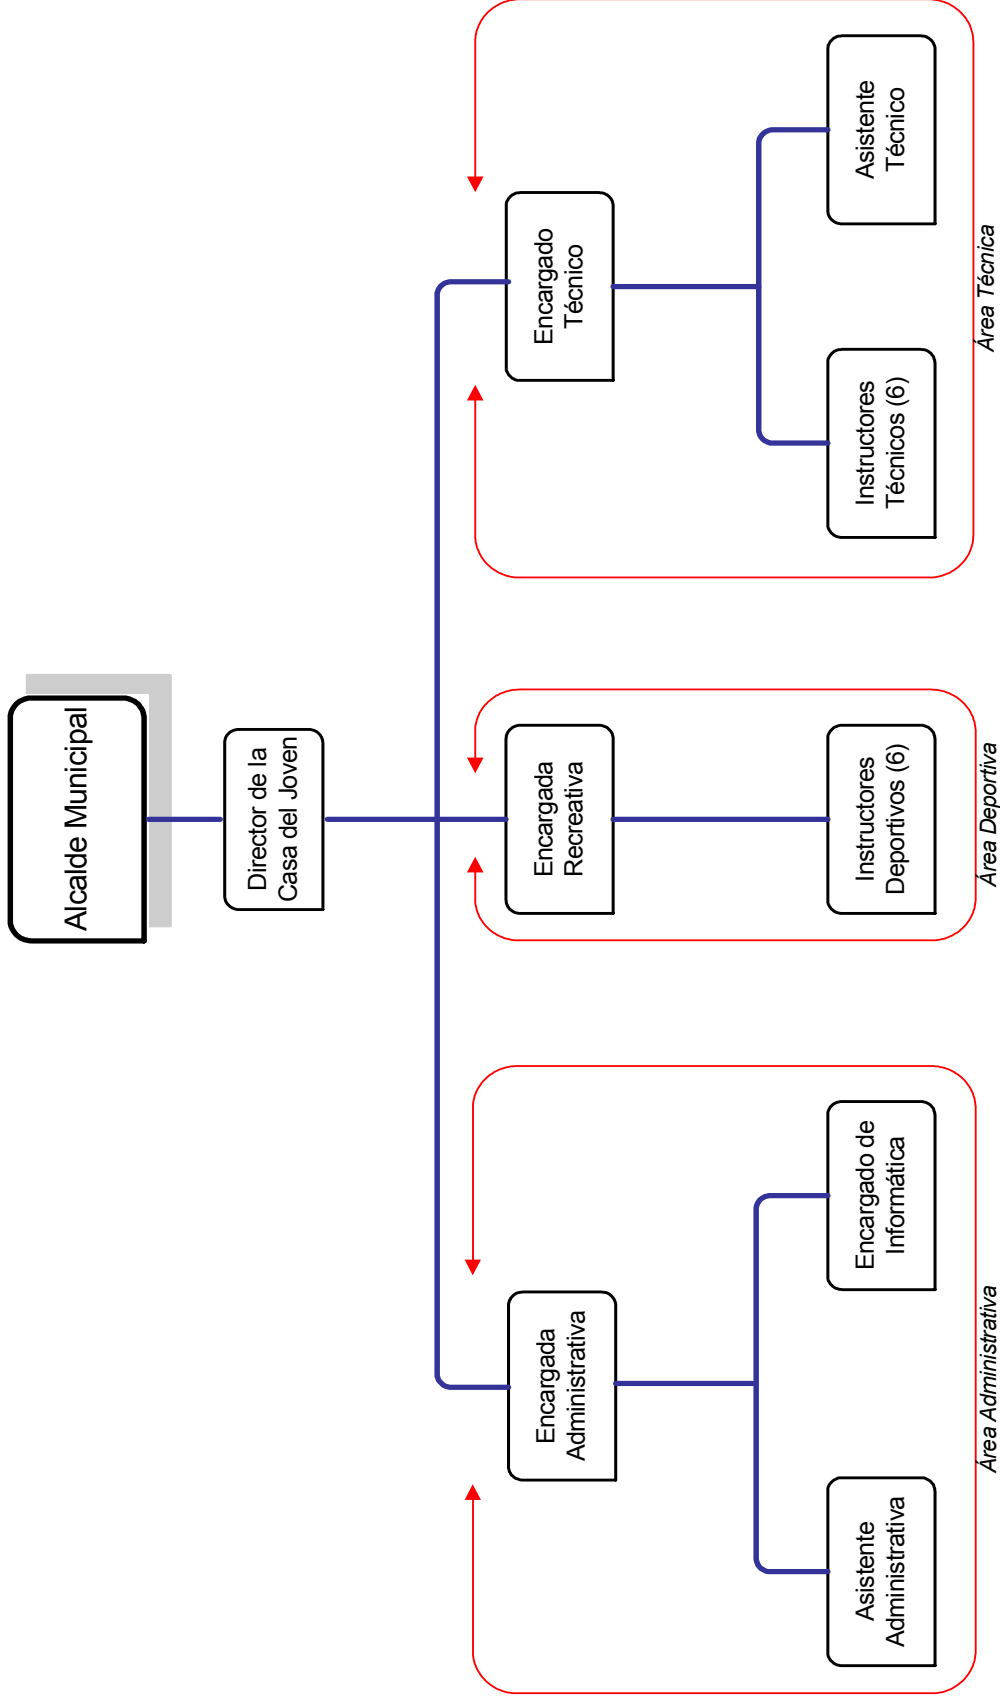 Alcalde Municipal
Director de la
Casa del Joven
Encargada
Administrativa
Encargada
Recreativa
Encargado
Técnico
Asistente
Administrativa
Encargado de
Informática
Instructores
Deportivos (6)
Instructores
Técnicos (6)
Asistente
Técnico
Área Administrativa
Área Deportiva
Área Técnica